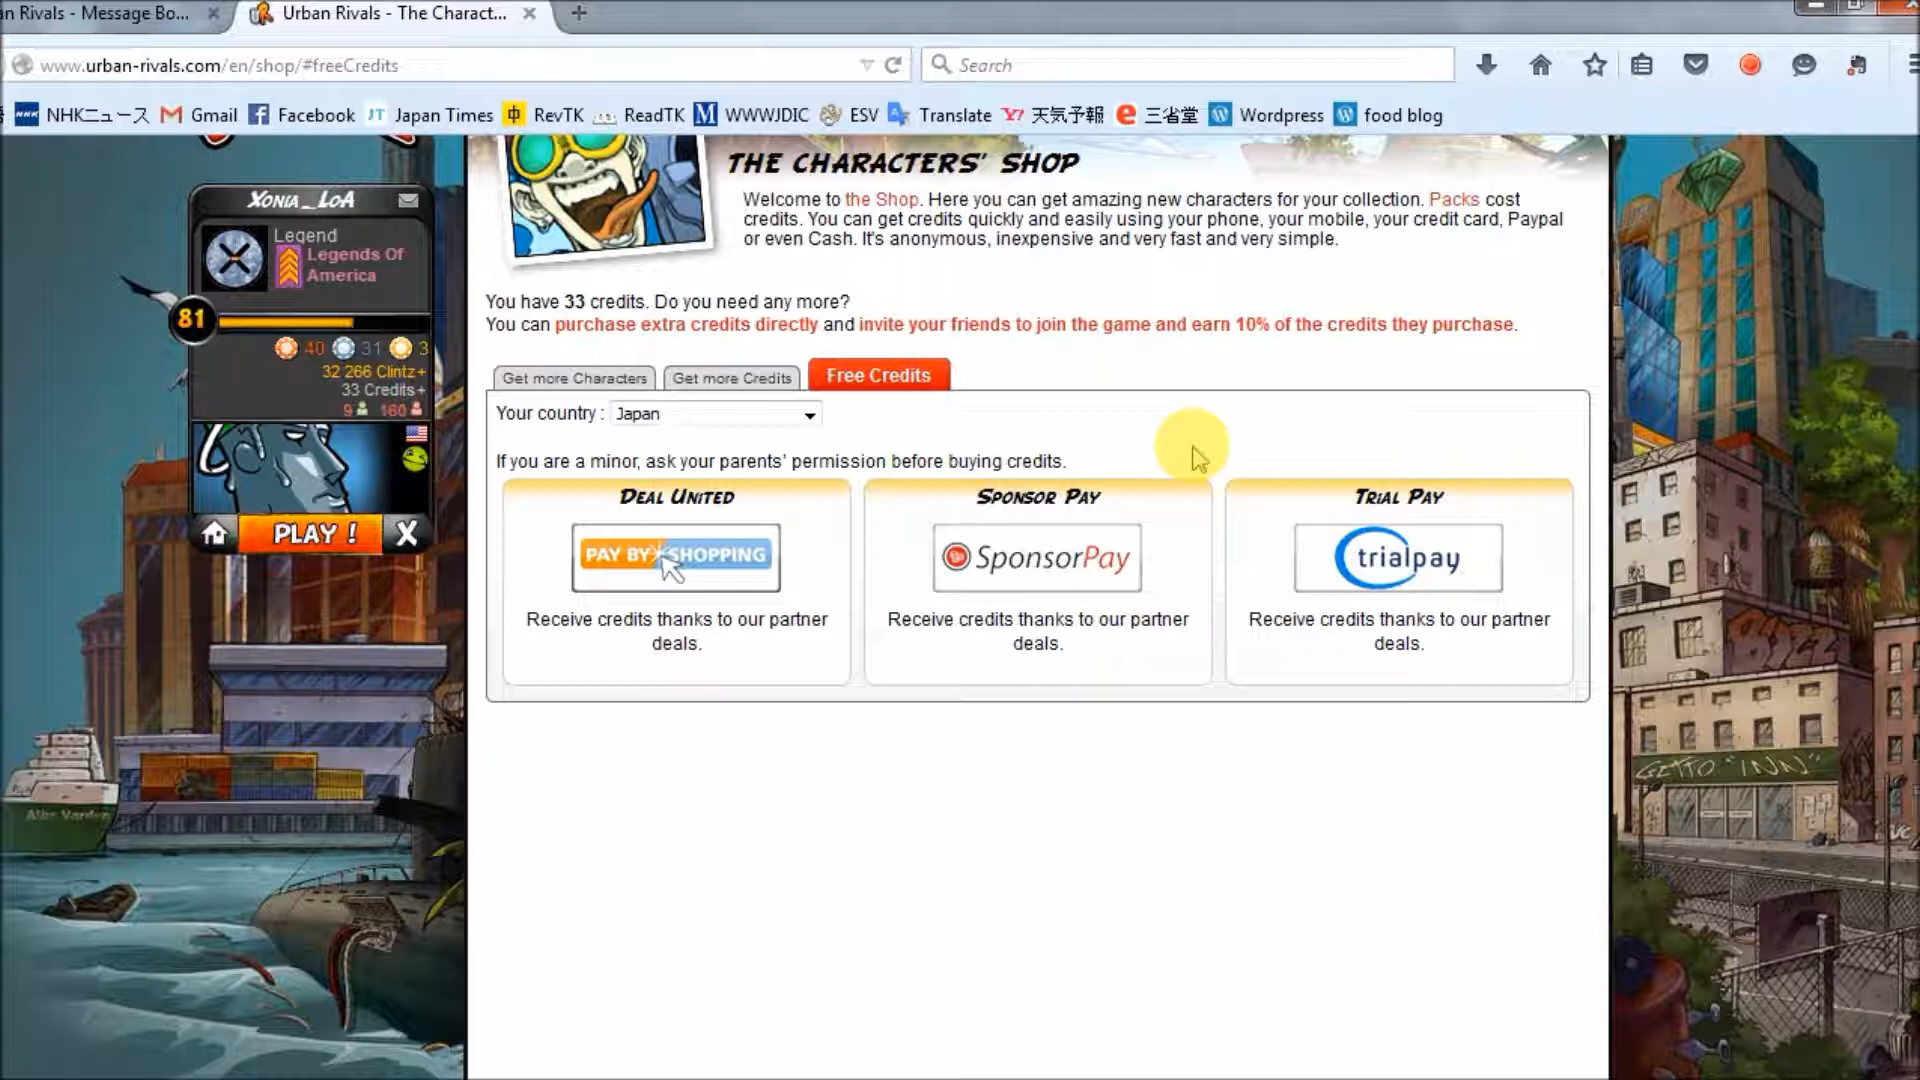 an Rivals - Message Bo...
Urban Rivals - The Charact...
www.urban-rivals.com/en/shop/#freeCredits
Search
NHKニュース
Gmail
Facebook
JT Japan Times
中 RevTK
ReadTK
M WWWJDIC
ESV
Translate
Y! 天気予報
e 三省堂
Wordpress
food blog
THE CHARACTERS' SHOP
Welcome to the Shop. Here you can get amazing new characters for your collection. Packs cost
credits. You can get credits quickly and easily using your phone, your mobile, your credit card, Paypal
or even Cash. It's anonymous, inexpensive and very fast and very simple.
XONIA_LOA
Legend
Legends Of
America
81
40 31 3
32 266 Clintz+
33 Credits+
9 160
PLAY !
You have 33 credits. Do you need any more?
You can purchase extra credits directly and invite your friends to join the game and earn 10% of the credits they purchase.
Get more Characters
Get more Credits
Free Credits
Your country : Japan
If you are a minor, ask your parents' permission before buying credits.
DEAL UNITED
PAY BY SHOPPING
Receive credits thanks to our partner
deals.
SPONSOR PAY
SponsorPay
Receive credits thanks to our partner
deals.
TRIAL PAY
trialpay
Receive credits thanks to our partner
deals.
GETTO "INN"